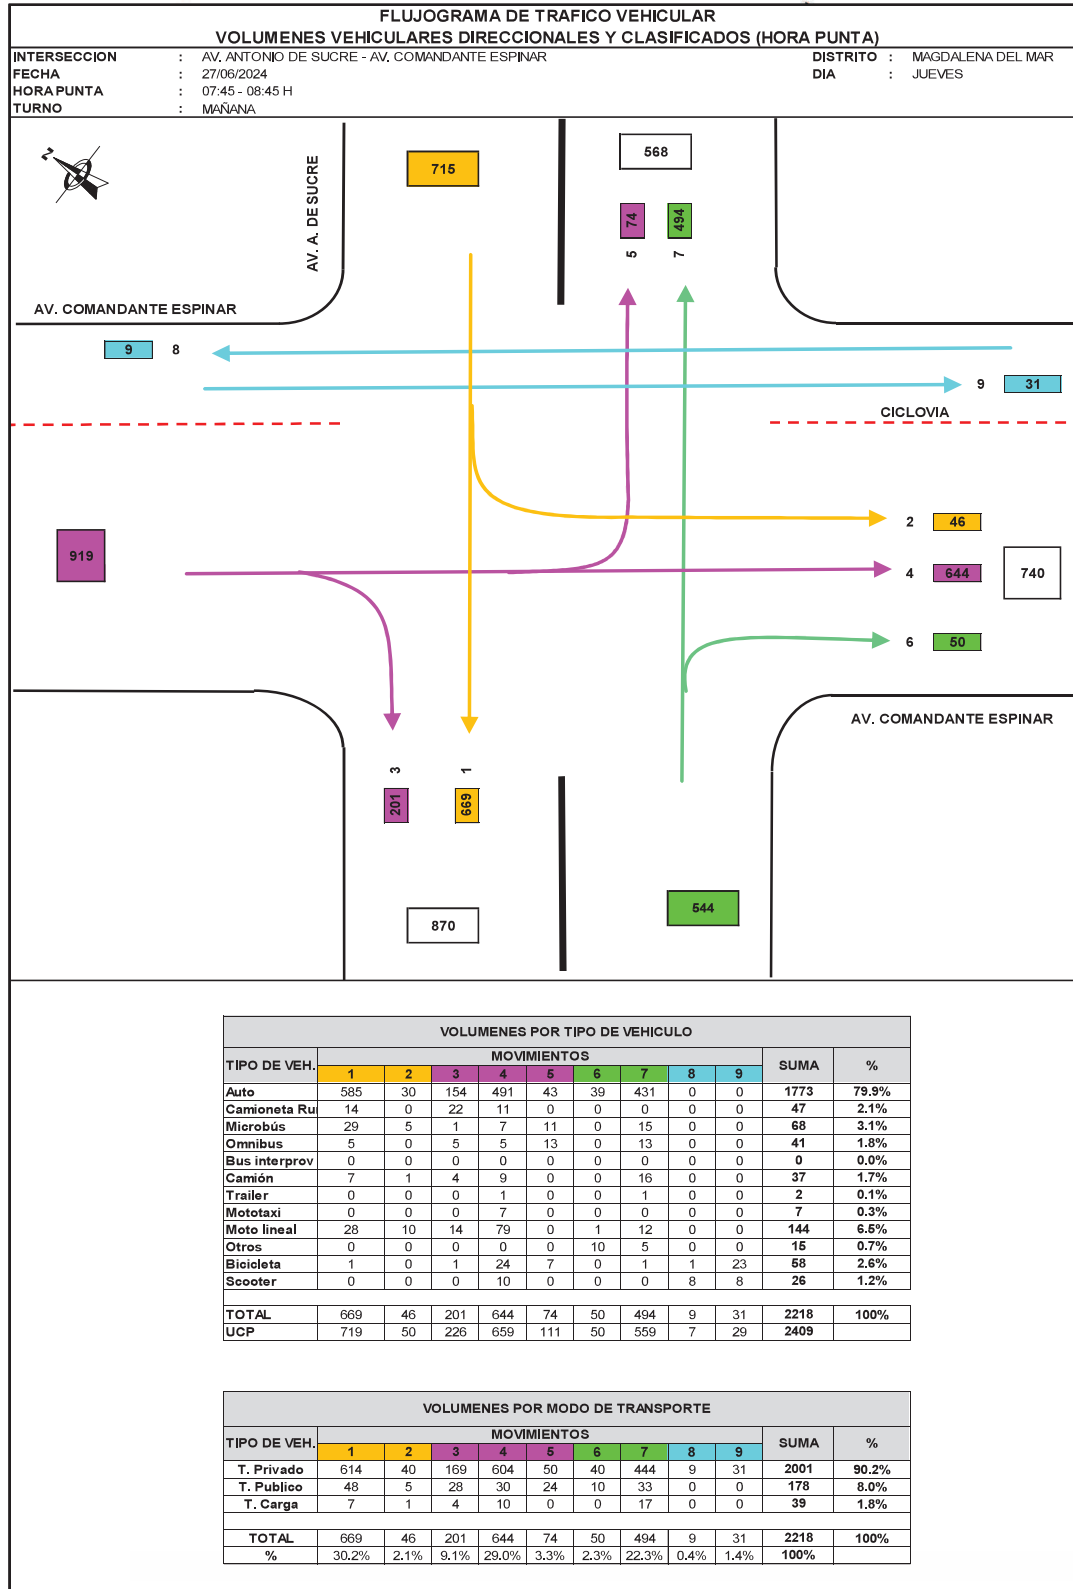 FLUJOGRAMA DE TRAFICO VEHICULAR
VOLUMENES VEHICULARES DIRECCIONALES Y CLASIFICADOS (HORA PUNTA)
INTERSECCION : AV. ANTONIO DE SUCRE - AV. COMANDANTE ESPINAR DISTRITO : MAGDALENA DEL MAR
FECHA : 27/06/2024 DIA : JUEVES
HORA PUNTA : 07:45 - 08:45 H
TURNO : MAÑANA
N
AV. A. DE SUCRE
715
568
74 494
5 7
AV. COMANDANTE ESPINAR
9 8
9 31
CICLOVIA
2 46
919
4 644 740
6 50
AV. COMANDANTE ESPINAR
3 1
201 669
870
544
VOLUMENES POR TIPO DE VEHICULO
TIPO DE VEH. MOVIMIENTOS SUMA %
1 2 3 4 5 6 7 8 9
Auto 585 30 154 491 43 39 431 0 0 1773 79.9%
Camioneta Ru 14 0 22 11 0 0 0 0 0 47 2.1%
Microbús 29 5 1 7 11 0 15 0 0 68 3.1%
Omnibus 5 0 5 5 13 0 13 0 0 41 1.8%
Bus interprov 0 0 0 0 0 0 0 0 0 0 0.0%
Camión 7 1 4 9 0 0 16 0 0 37 1.7%
Trailer 0 0 0 1 0 0 1 0 0 2 0.1%
Mototaxi 0 0 0 7 0 0 0 0 0 7 0.3%
Moto lineal 28 10 14 79 0 1 12 0 0 144 6.5%
Otros 0 0 0 0 0 10 5 0 0 15 0.7%
Bicicleta 1 0 1 24 7 0 1 1 23 58 2.6%
Scooter 0 0 0 10 0 0 0 8 8 26 1.2%
TOTAL 669 46 201 644 74 50 494 9 31 2218 100%
UCP 719 50 226 659 111 50 559 7 29 2409
VOLUMENES POR MODO DE TRANSPORTE
TIPO DE VEH. MOVIMIENTOS SUMA %
1 2 3 4 5 6 7 8 9
T. Privado 614 40 169 604 50 40 444 9 31 2001 90.2%
T. Publico 48 5 28 30 24 10 33 0 0 178 8.0%
T. Carga 7 1 4 10 0 0 17 0 0 39 1.8%
TOTAL 669 46 201 644 74 50 494 9 31 2218 100%
% 30.2% 2.1% 9.1% 29.0% 3.3% 2.3% 22.3% 0.4% 1.4% 100%